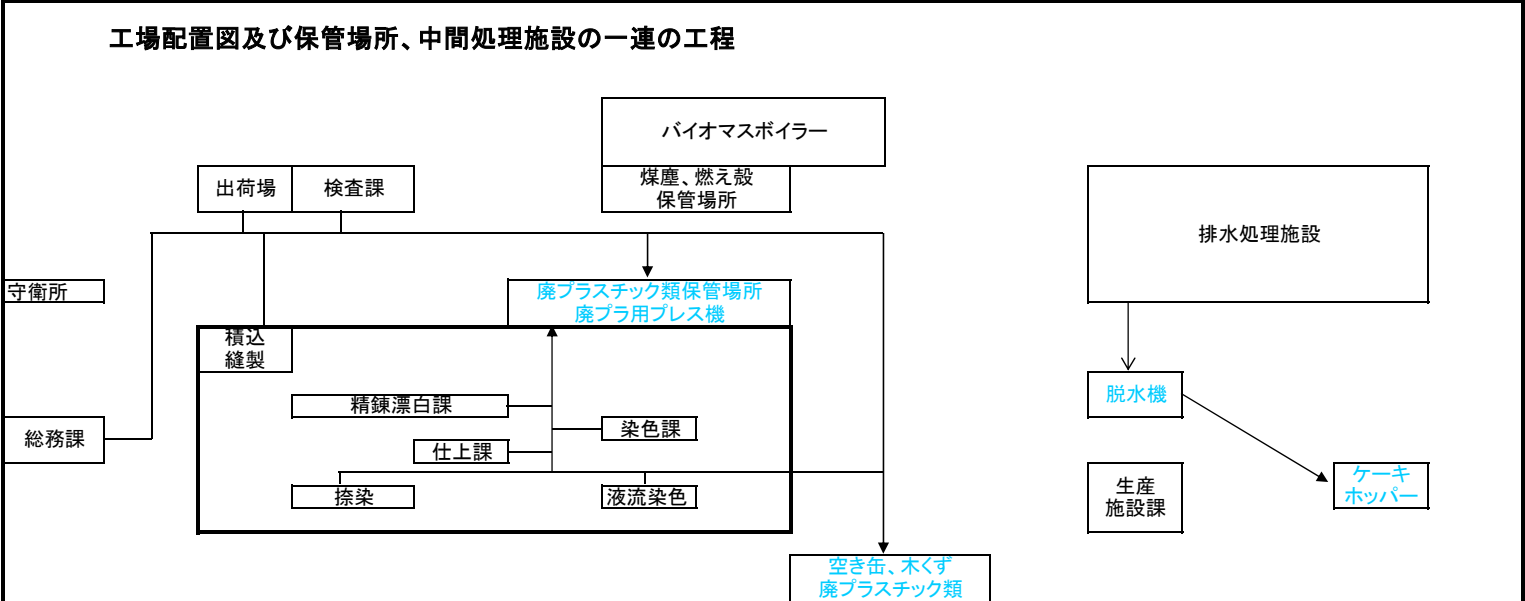 工場配置図及び保管場所、中間処理施設の一連の工程
バイオマスボイラー
出荷場
検査課
煤塵、燃え殻
保管場所
排水処理施設
守衛所
廃プラスチック類保管場所
廃プラ用プレス機
積込
縫製
精錬漂白課
脱水機
総務課
染色課
仕上課
捺染
液流染色
生産
施設課
ケーキ
ホッパー
空き缶、木くず
廃プラスチック類